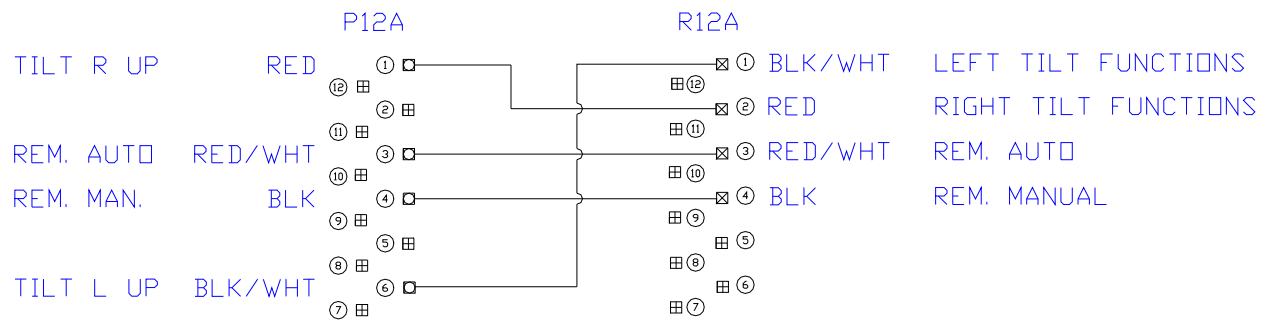 P12A R12A
TILT R UP RED 1 1 BLK/WHT LEFT TILT FUNCTIONS
12 12
2 2 RED RIGHT TILT FUNCTIONS
11 11
REM. AUTO RED/WHT 3 3 RED/WHT REM. AUTO
10 10
REM. MAN. BLK 4 4 BLK REM. MANUAL
9 9
5 5
8 8
TILT L UP BLK/WHT 6 6
7 7